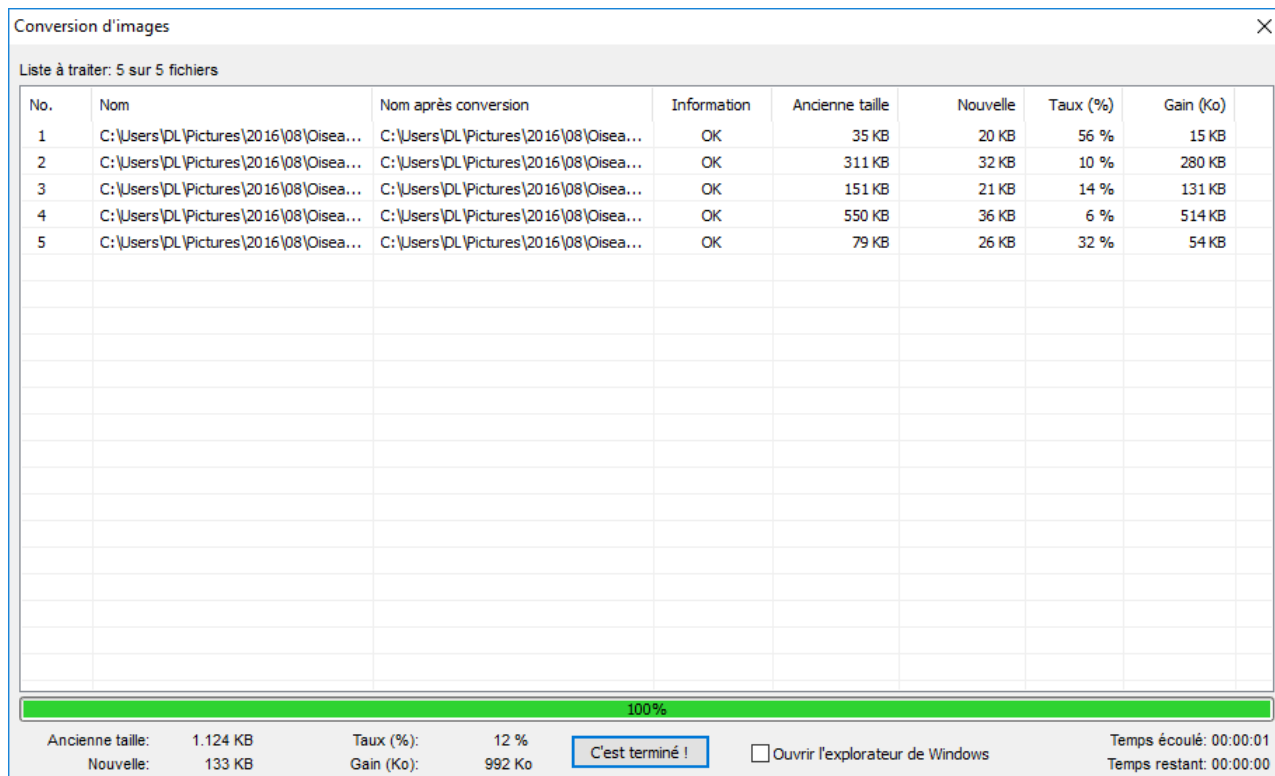 Conversion d'images
Liste à traiter: 5 sur 5 fichiers
No. Nom Nom après conversion Information Ancienne taille Nouvelle Taux (%) Gain (Ko)
1 C:\Users\DL\Pictures\2016\08\Oisea... C:\Users\DL\Pictures\2016\08\Oisea... OK 35 KB 20 KB 56 % 15 KB
2 C:\Users\DL\Pictures\2016\08\Oisea... C:\Users\DL\Pictures\2016\08\Oisea... OK 311 KB 32 KB 10 % 280 KB
3 C:\Users\DL\Pictures\2016\08\Oisea... C:\Users\DL\Pictures\2016\08\Oisea... OK 151 KB 21 KB 14 % 131 KB
4 C:\Users\DL\Pictures\2016\08\Oisea... C:\Users\DL\Pictures\2016\08\Oisea... OK 550 KB 36 KB 6 % 514 KB
5 C:\Users\DL\Pictures\2016\08\Oisea... C:\Users\DL\Pictures\2016\08\Oisea... OK 79 KB 26 KB 32 % 54 KB
100%
Ancienne taille: 1.124 KB Taux (%): 12 % C'est terminé ! Ouvrir l'explorateur de Windows Temps écoulé: 00:00:01
Nouvelle: 133 KB Gain (Ko): 992 Ko Temps restant: 00:00:00